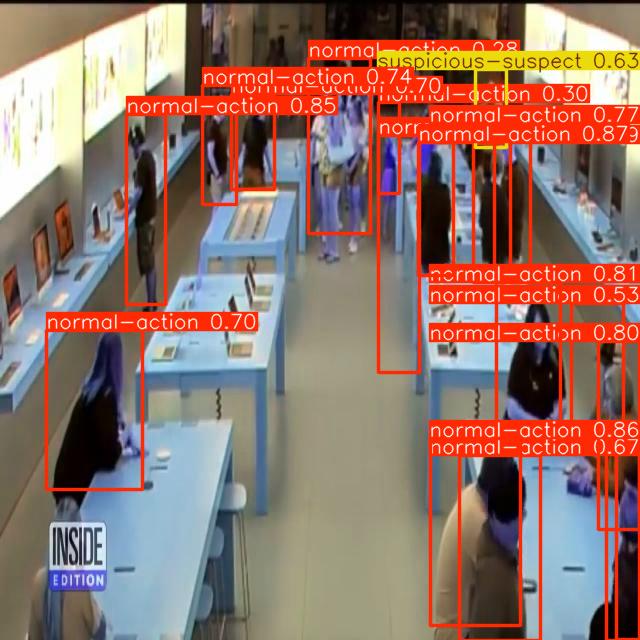 normal-action 0.28
suspicious-suspect 0.63
normal-action 0.74
normal-action 0.70
normal-action 0.30
normal-action 0.85
normal-action 0.77
normal-action 0.87
normal-action 0.81
normal-action 0.53
normal-action 0.70
normal-action 0.80
normal-action 0.86
normal-action 0.67
INSIDE
EDITION